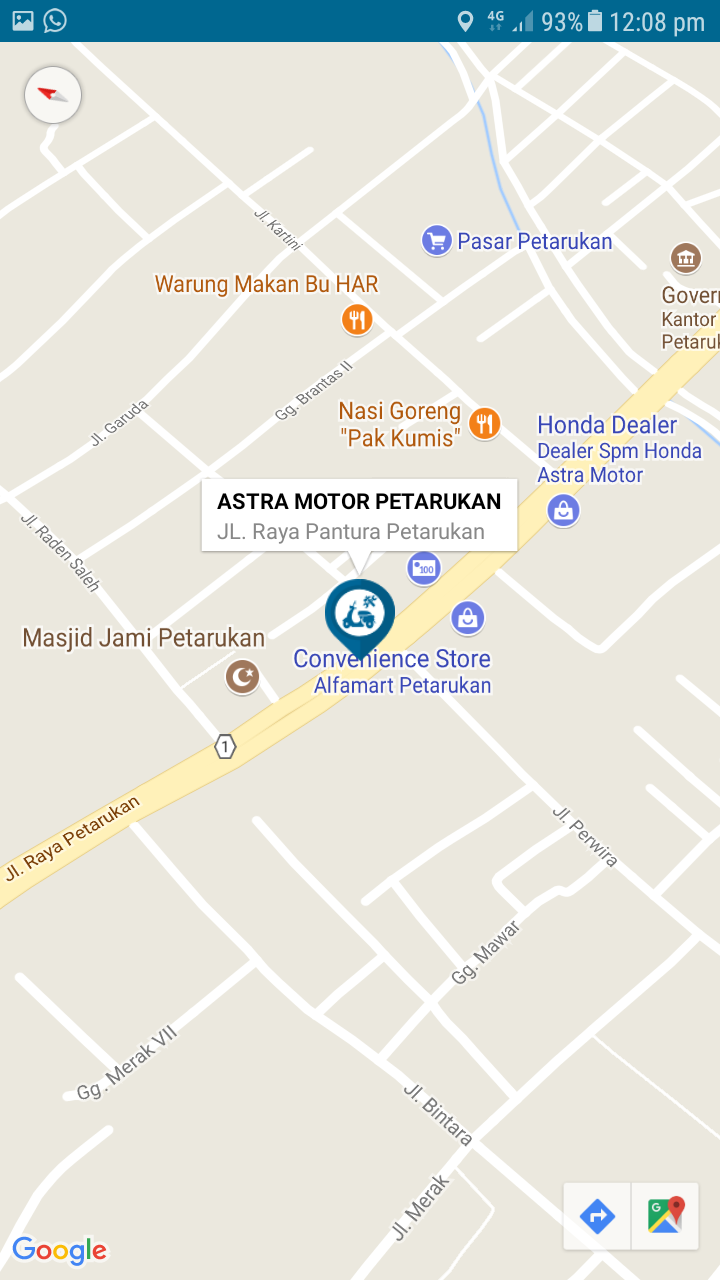 4G 93% 12:08 pm
Jl. Kartini
Pasar Petarukan
Warung Makan Bu HAR
Gover
Kantor
Petaruk
Gg. Brantas II
Jl. Garuda
Nasi Goreng
"Pak Kumis"
Honda Dealer
Dealer Spm Honda
Astra Motor
ASTRA MOTOR PETARUKAN
JL. Raya Pantura Petarukan
Jl. Raden Saleh
100
Masjid Jami Petarukan
Convenience Store
Alfamart Petarukan
1
Jl. Raya Petarukan
Jl. Perwira
Gg. Mawar
Gg. Merak VII
Jl. Bintara
Jl. Merak
G
Google